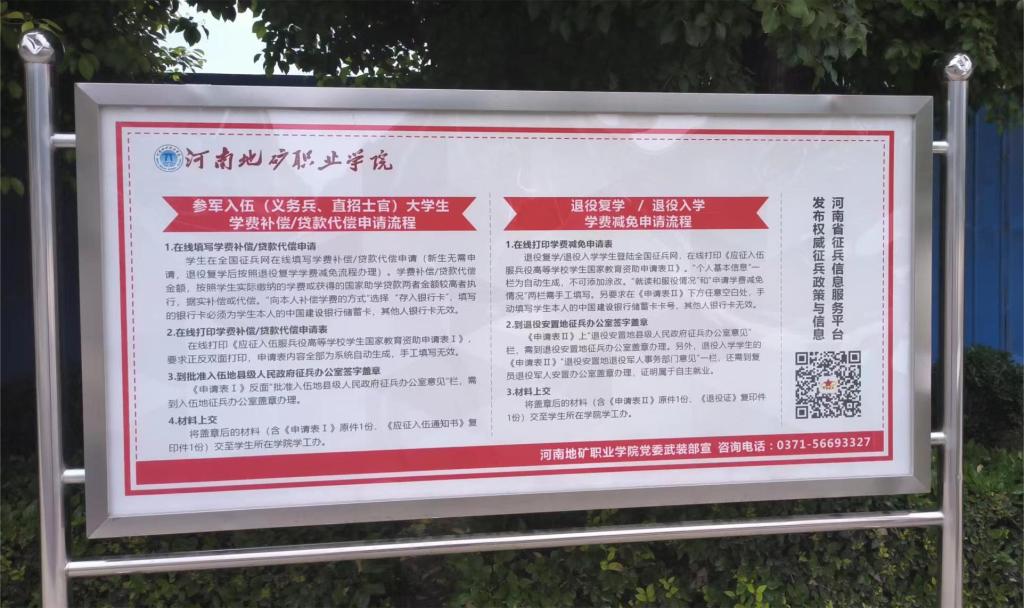 河南地矿职业学院
参军入伍（义务兵、直招士官）大学生
学费补偿/贷款代偿申请流程
1.在线填写学费补偿/贷款代偿申请
学生在全国征兵网在线填写学费补偿/贷款代偿申请（新生无需申
请，退役复学后按照退役复学学费减免流程办理）。学费补偿/贷款代偿
金额，按照学生实际缴纳的学费或获得的国家助学贷款两者金额较高者执
行，据实补偿或代偿。“向本人补偿学费的方式”选择“存入银行卡”，填写
的银行卡必须为学生本人的中国建设银行储蓄卡，其他人银行卡无效。
2.在线打印学费补偿/贷款代偿申请表
在线打印《应征入伍服兵役高等学校学生国家教育资助申请表Ⅰ》，
要求正反双面打印，申请表内容全部为系统自动生成，手工填写无效。
3.到批准入伍地县级人民政府征兵办公室签字盖章
《申请表Ⅰ》反面“批准入伍地县级人民政府征兵办公室意见”栏，需
到入伍地征兵办公室盖章办理。
4.材料上交
将盖章后的材料（含《申请表Ⅰ》原件1份、《应征入伍通知书》复
印件1份）交至学生所在学院学工办。
退役复学 / 退役入学
学费减免申请流程
1.在线打印学费减免申请表
退役复学/退役入学学生登陆全国征兵网，在线打印《应征入伍
服兵役高等学校学生国家教育资助申请表Ⅱ》。“个人基本信息”一
栏为自动生成，不可添加涂改。“就读和服役情况”和“申请学费减免
情况”两栏需手工填写。另要求在《申请表Ⅱ》下方任意空白处，手
动填写学生本人的中国建设银行储蓄卡卡号，其他人银行卡无效。
2.到退役安置地征兵办公室签字盖章
《申请表Ⅱ》上“退役安置地县级人民政府征兵办公室意见”
栏，需到退役安置地征兵办公室盖章办理。另外，退役入学学生的
《申请表Ⅱ》“退役安置地退役军人事务部门意见”一栏，还需到复
员退役军人安置办公室盖章办理，证明属于自主就业。
3.材料上交
将盖章后的材料（含《申请表Ⅱ》原件1份、《退役证》复印件
1份）交至学生所在学院学工办。
河南省征兵信息服务平台
发布权威征兵政策与信息
河南地矿职业学院党委武装部宣 咨询电话：0371-56693327